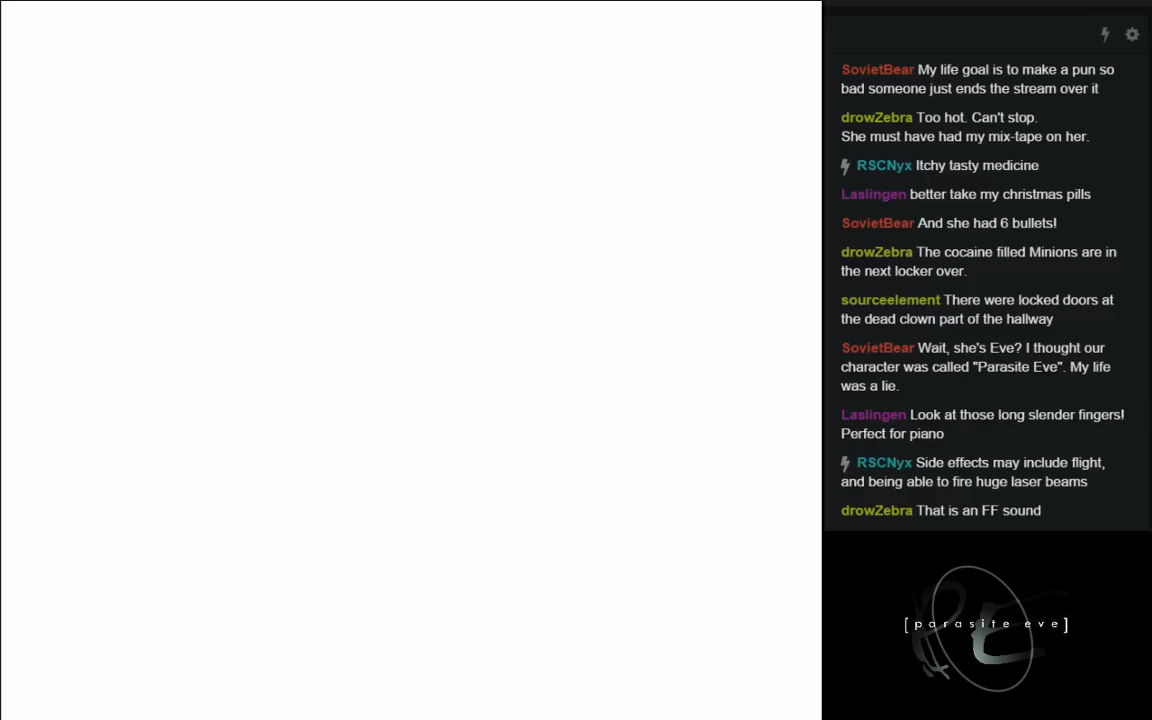 SovietBear My life goal is to make a pun so
bad someone just ends the stream over it
drowZebra Too hot. Can't stop.
She must have had my mix-tape on her.
RSCNyx Itchy tasty medicine
Laslingen better take my christmas pills
SovietBear And she had 6 bullets!
drowZebra The cocaine filled Minions are in
the next locker over.
sourceelement There were locked doors at
the dead clown part of the hallway
SovietBear Wait, she's Eve? I thought our
character was called "Parasite Eve". My life
was a lie.
Laslingen Look at those long slender fingers!
Perfect for piano
RSCNyx Side effects may include flight,
and being able to fire huge laser beams
drowZebra That is an FF sound
[parasite eve]
PE